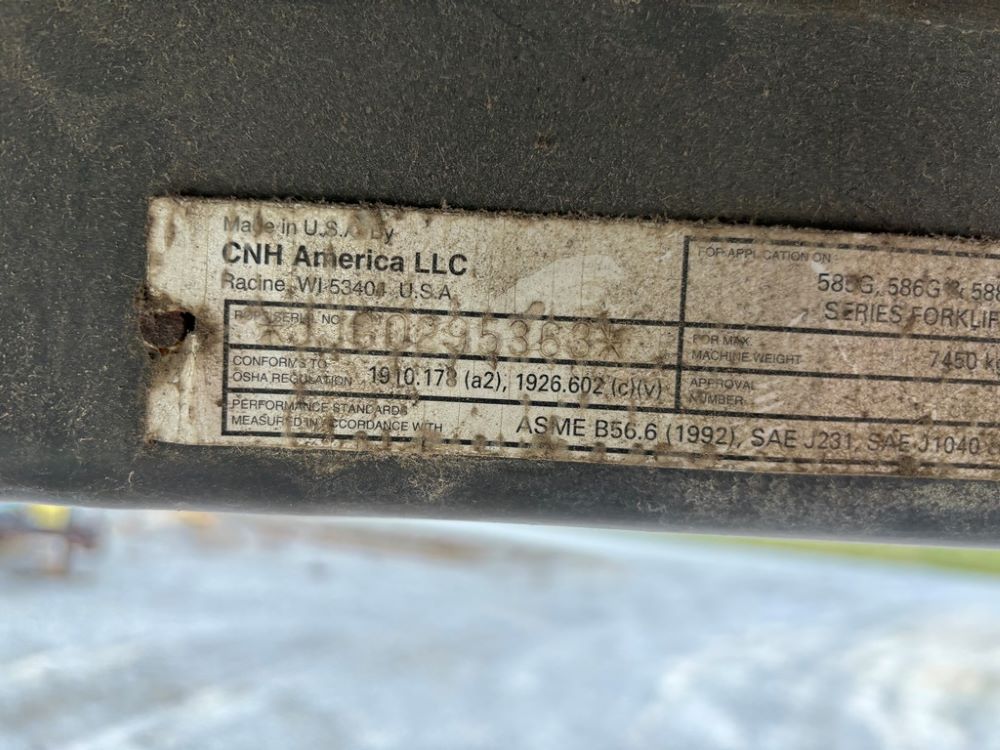 Made in U.S.A. by
CNH America LLC
Racine, WI 53404 U.S.A.
ROPS SERIAL NO.
*JJG0295363*
CONFORMS TO
OSHA REGULATION 1910.178 (a2), 1926.602 (c)(v)
PERFORMANCE STANDARDS
MEASURED IN ACCORDANCE WITH ASME B56.6 (1992), SAE J231, SAE J1040
FOR APPLICATION ON
585G, 586G & 58
SERIES FORKLIF
FOR MAX.
MACHINE WEIGHT 7450 k
APPROVAL
NUMBER